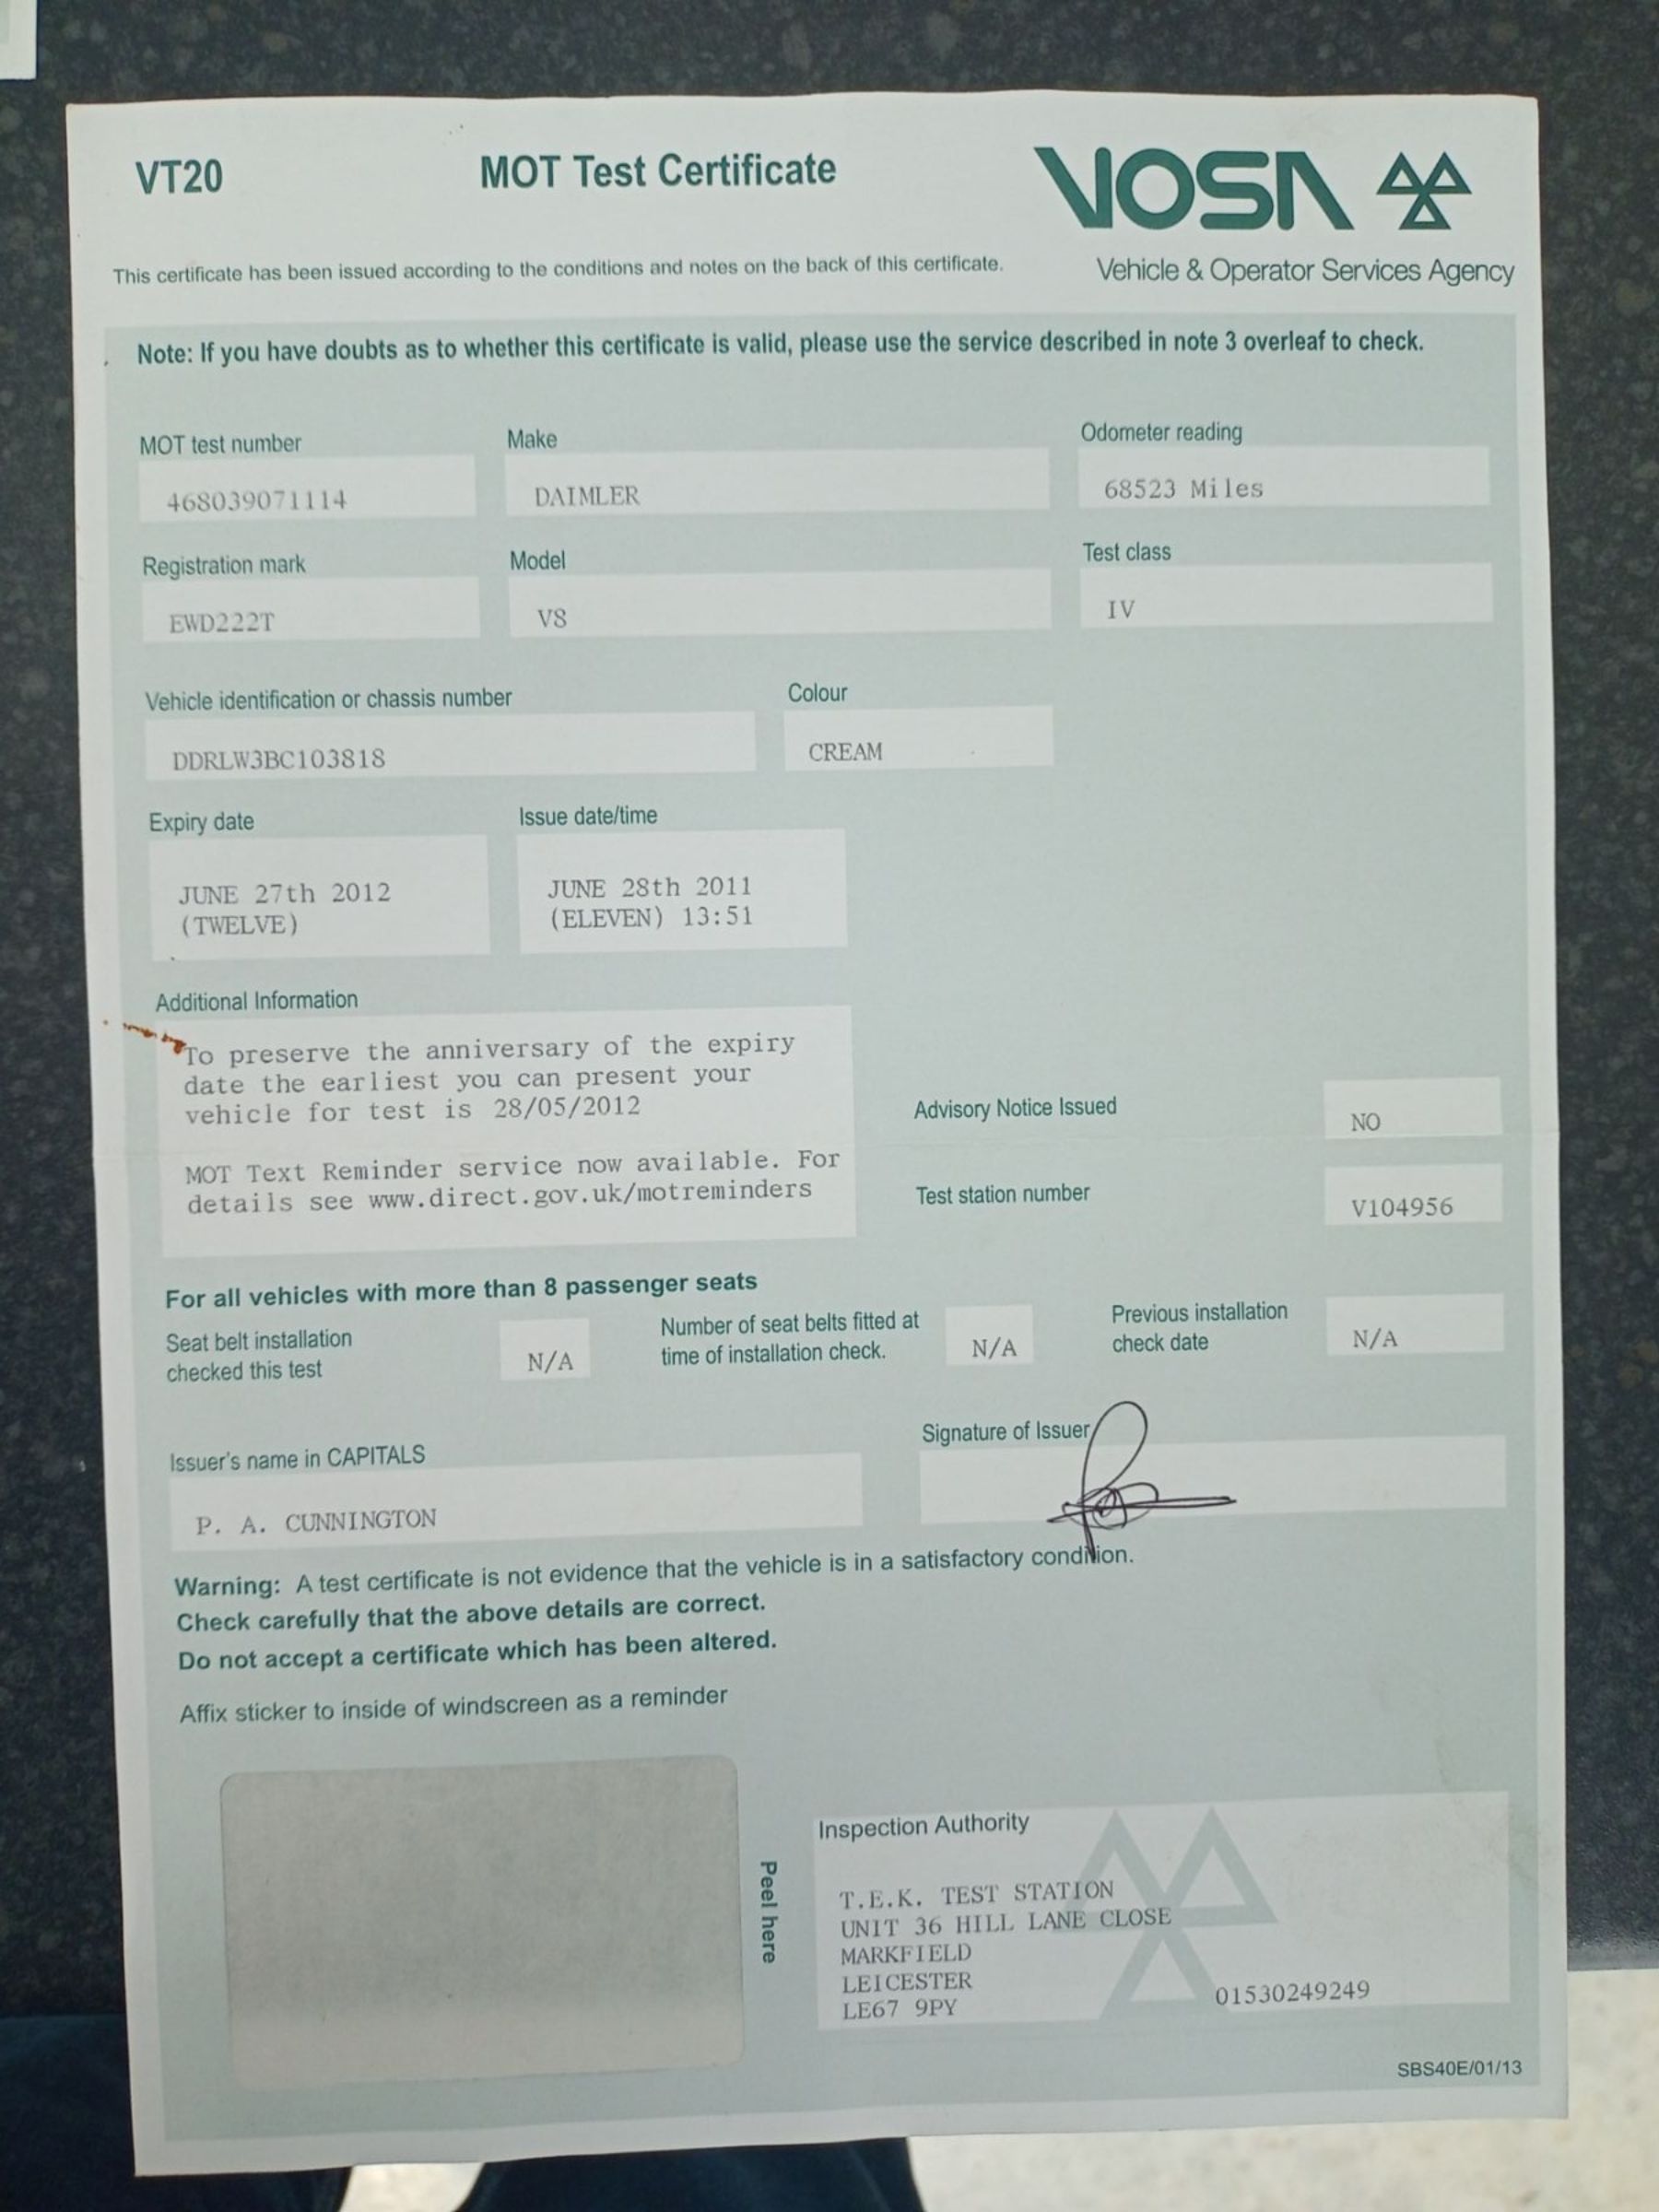 VT20
MOT Test Certificate
VOSA
This certificate has been issued according to the conditions and notes on the back of this certificate.
Vehicle & Operator Services Agency
Note: If you have doubts as to whether this certificate is valid, please use the service described in note 3 overleaf to check.
MOT test number
Make
Odometer reading
468039071114
DAIMLER
68523 Miles
Registration mark
Model
Test class
EWD222T
V8
IV
Vehicle identification or chassis number
Colour
DDRLW3BC103818
CREAM
Expiry date
Issue date/time
JUNE 27th 2012
(TWELVE)
JUNE 28th 2011
(ELEVEN) 13:51
Additional Information
To preserve the anniversary of the expiry
date the earliest you can present your
vehicle for test is 28/05/2012
MOT Text Reminder service now available. For
details see www.direct.gov.uk/motreminders
Advisory Notice Issued
NO
Test station number
V104956
For all vehicles with more than 8 passenger seats
Seat belt installation
checked this test
N/A
Number of seat belts fitted at
time of installation check.
N/A
Previous installation
check date
N/A
Issuer's name in CAPITALS
Signature of Issuer
P. A. CUNNINGTON
Warning: A test certificate is not evidence that the vehicle is in a satisfactory condition.
Check carefully that the above details are correct.
Do not accept a certificate which has been altered.
Affix sticker to inside of windscreen as a reminder
Peel here
Inspection Authority
T.E.K. TEST STATION
UNIT 36 HILL LANE CLOSE
MARKFIELD
LEICESTER
LE67 9PY
01530249249
SBS40E/01/13